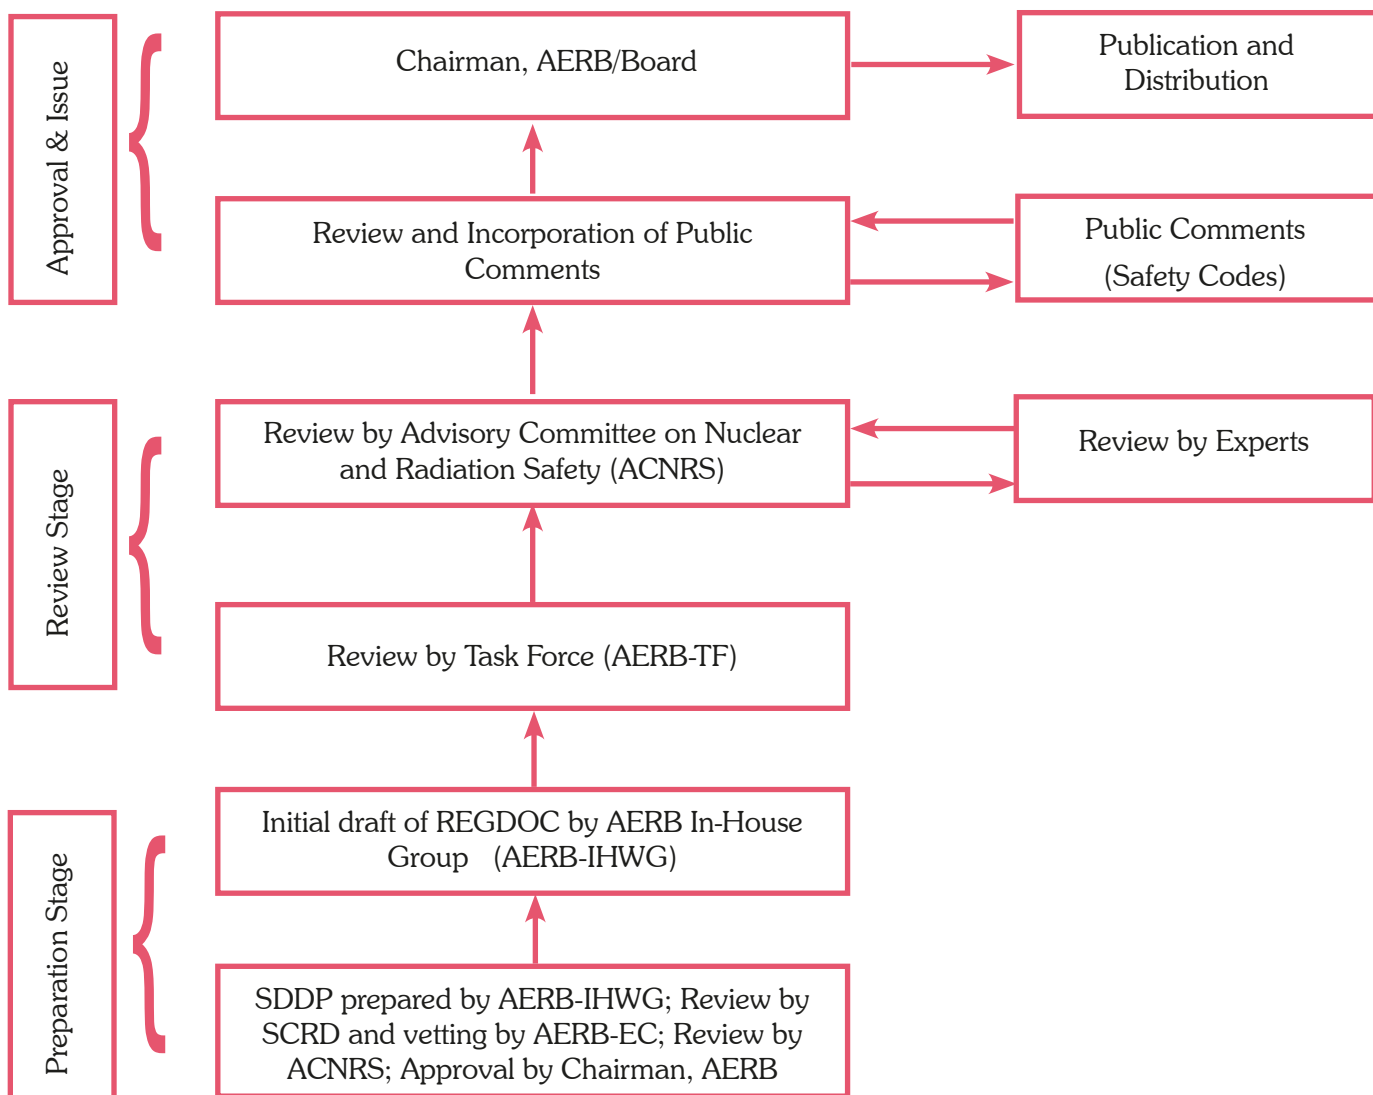 Approval & Issue
Chairman, AERB/Board
Publication and
Distribution
Review and Incorporation of Public
Comments
Public Comments
(Safety Codes)
Review Stage
Review by Advisory Committee on Nuclear
and Radiation Safety (ACNRS)
Review by Experts
Review by Task Force (AERB-TF)
Preparation Stage
Initial draft of REGDOC by AERB In-House
Group (AERB-IHWG)
SDDP prepared by AERB-IHWG; Review by
SCRD and vetting by AERB-EC; Review by
ACNRS; Approval by Chairman, AERB